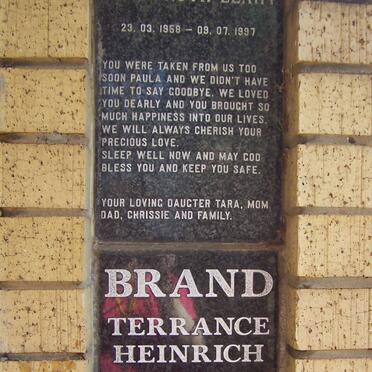 23. 03. 1958 - 09. 07. 1997
YOU WERE TAKEN FROM US TOO
SOON PAULA AND WE DIDN'T HAVE
TIME TO SAY GOODBYE. WE LOVED
YOU DEARLY AND YOU BROUGHT SO
MUCH HAPPINESS INTO OUR LIVES.
WE WILL ALWAYS CHERISH YOUR
PRECIOUS LOVE.
SLEEP WELL NOW AND MAY GOD
BLESS YOU AND KEEP YOU SAFE.
YOUR LOVING DAUGTER TARA, MOM
DAD, CHRISSIE AND FAMILY.
BRAND
TERRANCE
HEINRICH